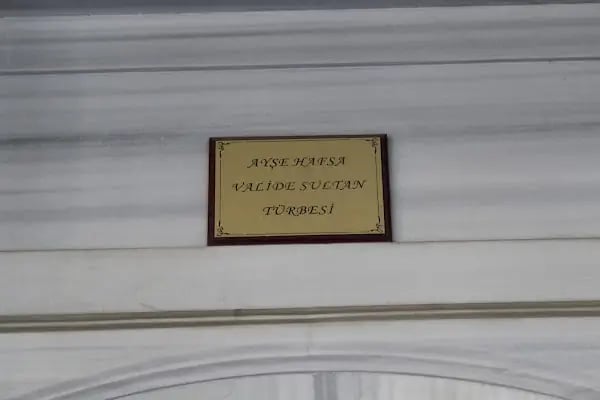 AYŞE HAFSA
VALİDE SULTAN
TÜRBESİ